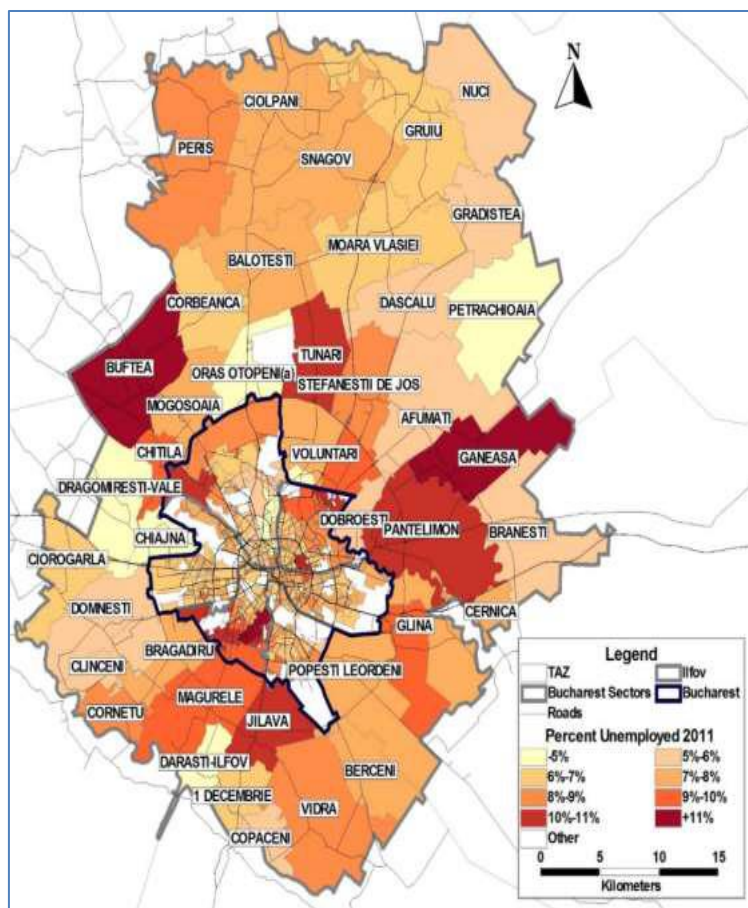 N
NUCI
CIOLPANI
GRUIU
PERIS
SNAGOV
GRADISTEA
MOARA VLASIEI
BALOTESTI
CORBEANCA
DASCALU
PETRACHIOAIA
TUNARI
BUFTEA
ORAS OTOPENI(a)
STEFANESTII DE JOS
MOGOSOAIA
AFUMATI
CHITILA
VOLUNTARI
GANEASA
DRAGOMIRESTI-VALE
DOBROESTI
PANTELIMON
BRANESTI
CHIAJNA
CIOROGARLA
DOMNESTI
CERNICA
GLINA
BRAGADIRU
CLINCENI
POPESTI LEORDENI
MAGURELE
CORNETU
JILAVA
DARASTI-ILFOV
BERCENI
1 DECEMBRIE
VIDRA
COPACENI
Legend
TAZ Ilfov
Bucharest Sectors Bucharest
Roads
Percent Unemployed 2011
-5% 5%-6%
6%-7% 7%-8%
8%-9% 9%-10%
10%-11% +11%
Other
0 5 10 15
Kilometers